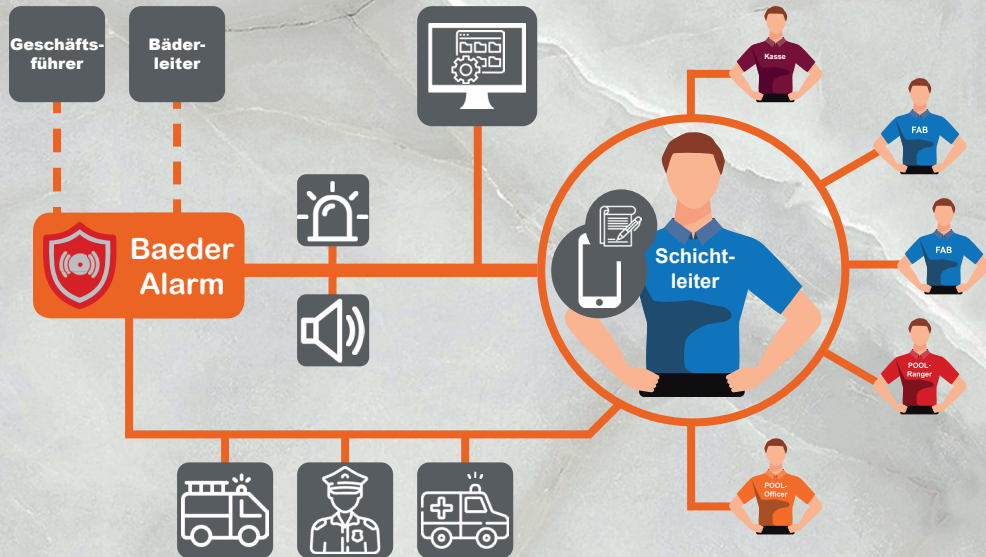 Geschäfts-
führer
Bäder-
leiter
Kasse
FAB
Baeder
Alarm
Schicht-
leiter
FAB
POOL-
Ranger
POOL-
Officer